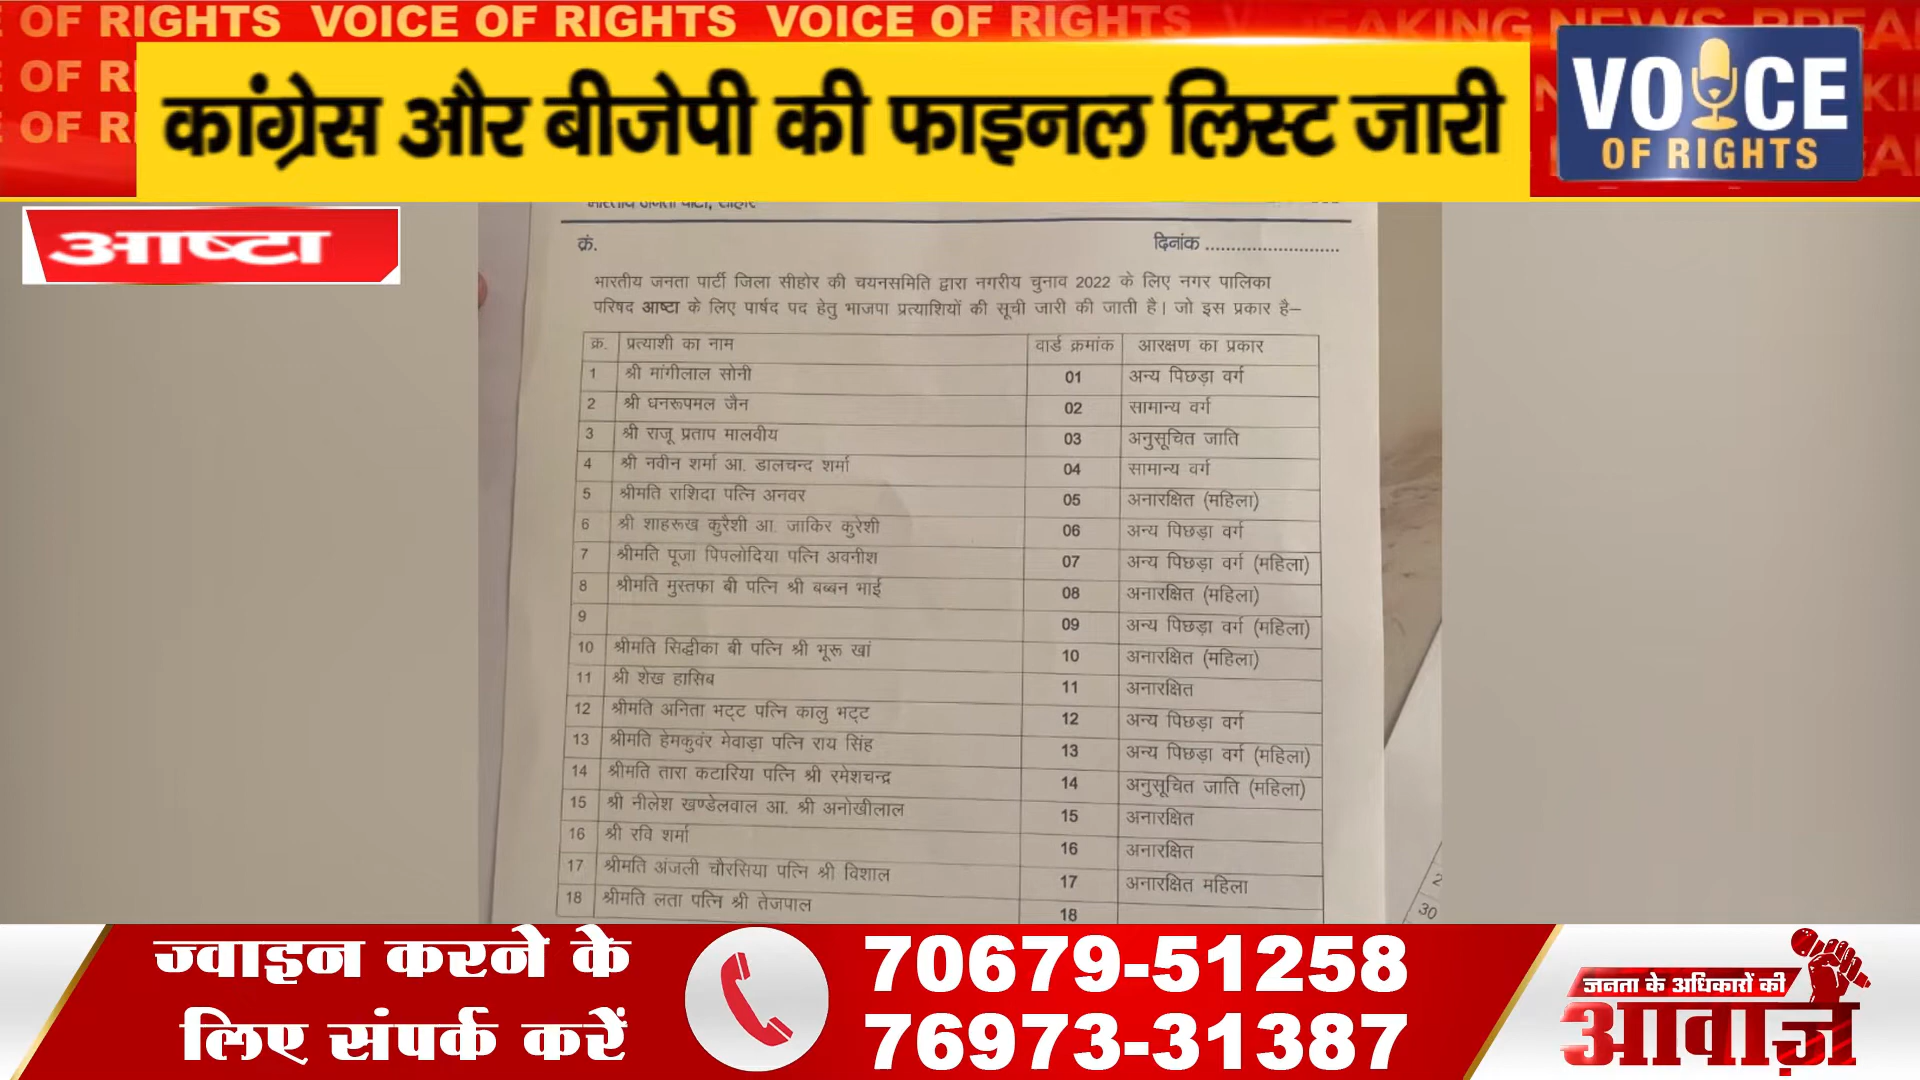 OF RIGHTS VOICE OF RIGHTS VOICE OF RIGHTS BREAKING NEWS BREA
कांग्रेस और बीजेपी की फाइनल लिस्ट जारी
VOICE
OF RIGHTS
आष्टा
भारतीय जनता पार्टी, सीहोर
क्रं. दिनांक ..........................
भारतीय जनता पार्टी जिला सीहोर की चयनसमिति द्वारा नगरीय चुनाव 2022 के लिए नगर पालिका
परिषद आष्टा के लिए पार्षद पद हेतु भाजपा प्रत्याशियों की सूची जारी की जाती है। जो इस प्रकार है–
क्र. प्रत्याशी का नाम वार्ड क्रमांक आरक्षण का प्रकार
1 श्री मांगीलाल सोनी 01 अन्य पिछड़ा वर्ग
2 श्री धनरूपमल जैन 02 सामान्य वर्ग
3 श्री राजू प्रताप मालवीय 03 अनुसूचित जाति
4 श्री नवीन शर्मा आ. डालचन्द शर्मा 04 सामान्य वर्ग
5 श्रीमति राशिदा पत्नि अनवर 05 अनारक्षित (महिला)
6 श्री शाहरूख कुरैशी आ. जाकिर कुरेशी 06 अन्य पिछड़ा वर्ग
7 श्रीमति पूजा पिपलोदिया पत्नि अवनीश 07 अन्य पिछड़ा वर्ग (महिला)
8 श्रीमति मुस्तफा बी पत्नि श्री बब्बन भाई 08 अनारक्षित (महिला)
9 09 अन्य पिछड़ा वर्ग (महिला)
10 श्रीमति सिद्धीका बी पत्नि श्री भूरू खां 10 अनारक्षित (महिला)
11 श्री शेख हासिब 11 अनारक्षित
12 श्रीमति अनिता भट्ट पत्नि कालु भट्ट 12 अन्य पिछड़ा वर्ग
13 श्रीमति हेमकुवंर मेवाड़ा पत्नि राय सिंह 13 अन्य पिछड़ा वर्ग (महिला)
14 श्रीमति तारा कटारिया पत्नि श्री रमेशचन्द्र 14 अनुसूचित जाति (महिला)
15 श्री नीलेश खण्डेलवाल आ. श्री अनोखीलाल 15 अनारक्षित
16 श्री रवि शर्मा 16 अनारक्षित
17 श्रीमति अंजली चौरसिया पत्नि श्री विशाल 17 अनारक्षित महिला
18 श्रीमति लता पत्नि श्री तेजपाल 18
30
ज्वाइन करने के
लिए संपर्क करें
70679-51258
76973-31387
जनता के अधिकारों की
आवाज़